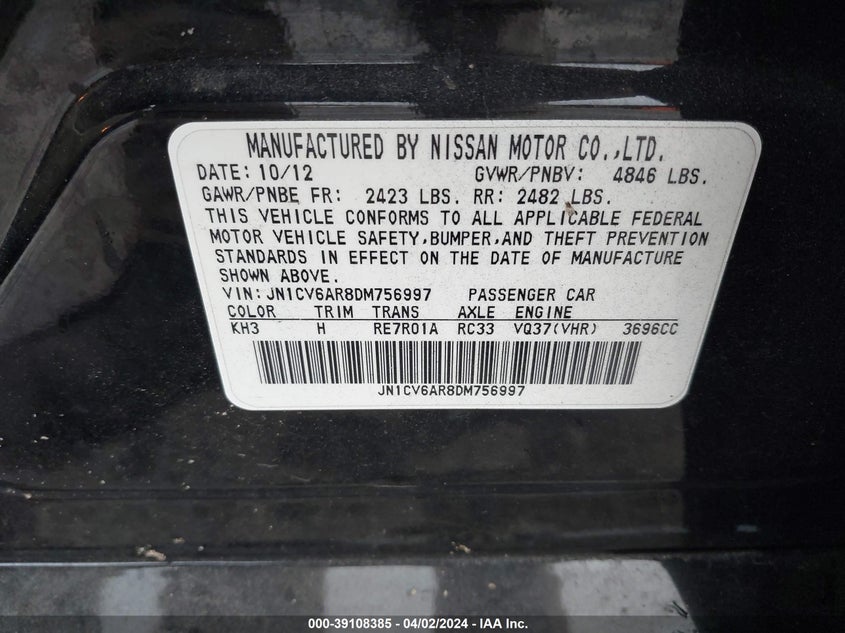 MANUFACTURED BY NISSAN MOTOR CO.,LTD.
DATE: 10/12 GVWR/PNBV: 4846 LBS.
GAWR/PNBE FR: 2423 LBS. RR: 2482 LBS.
THIS VEHICLE CONFORMS TO ALL APPLICABLE FEDERAL
MOTOR VEHICLE SAFETY,BUMPER,AND THEFT PREVENTION
STANDARDS IN EFFECT ON THE DATE OF MANUFACTURE
SHOWN ABOVE.
VIN: JN1CV6AR8DM756997 PASSENGER CAR
COLOR TRIM TRANS AXLE ENGINE
KH3 H RE7R01A RC33 VQ37(VHR) 3696CC
JN1CV6AR8DM756997
000-39108385 - 04/02/2024 - IAA Inc.